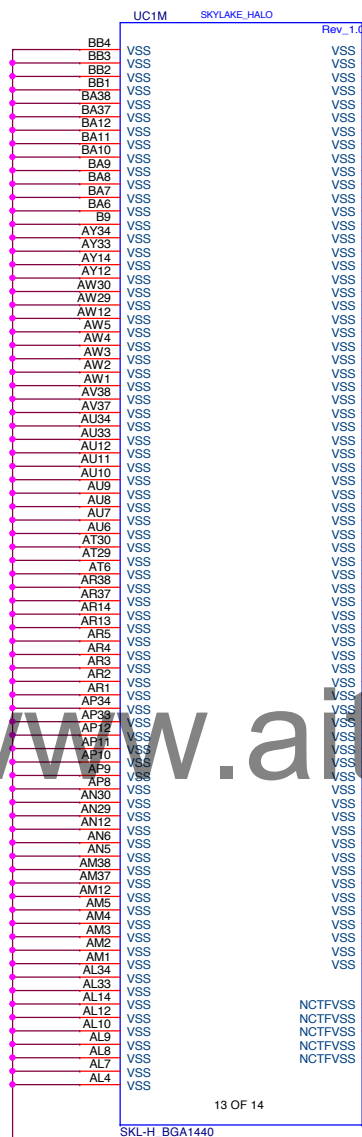 UC1M SKYLAKE_HALO
Rev_1.0
BB4 VSS VSS
BB3 VSS VSS
BB2 VSS VSS
BB1 VSS VSS
BA38 VSS VSS
BA37 VSS VSS
BA12 VSS VSS
BA11 VSS VSS
BA10 VSS VSS
BA9 VSS VSS
BA8 VSS VSS
BA7 VSS VSS
BA6 VSS VSS
B9 VSS VSS
AY34 VSS VSS
AY33 VSS VSS
AY14 VSS VSS
AY12 VSS VSS
AW30 VSS VSS
AW29 VSS VSS
AW12 VSS VSS
AW5 VSS VSS
AW4 VSS VSS
AW3 VSS VSS
AW2 VSS VSS
AW1 VSS VSS
AV38 VSS VSS
AV37 VSS VSS
AU34 VSS VSS
AU33 VSS VSS
AU12 VSS VSS
AU11 VSS VSS
AU10 VSS VSS
AU9 VSS VSS
AU8 VSS VSS
AU7 VSS VSS
AU6 VSS VSS
AT30 VSS VSS
AT29 VSS VSS
AT6 VSS VSS
AR38 VSS VSS
AR37 VSS VSS
AR14 VSS VSS
AR13 VSS VSS
AR5 VSS VSS
AR4 VSS VSS
AR3 VSS VSS
AR2 VSS VSS
AR1 VSS VSS
AP34 VSS VSS
AP33 VSS VSS
AP12 VSS VSS
AP11 VSS VSS
AP10 VSS VSS
AP9 VSS VSS
AP8 VSS VSS
AN30 VSS VSS
AN29 VSS VSS
AN12 VSS VSS
AN6 VSS VSS
AN5 VSS VSS
AM38 VSS VSS
AM37 VSS VSS
AM12 VSS VSS
AM5 VSS VSS
AM4 VSS VSS
AM3 VSS VSS
AM2 VSS VSS
AM1 VSS VSS
AL34 VSS
AL33 VSS
AL14 VSS NCTFVSS
AL12 VSS NCTFVSS
AL10 VSS NCTFVSS
AL9 VSS NCTFVSS
AL8 VSS NCTFVSS
AL7 VSS
AL4 VSS
13 OF 14
SKL-H_BGA1440